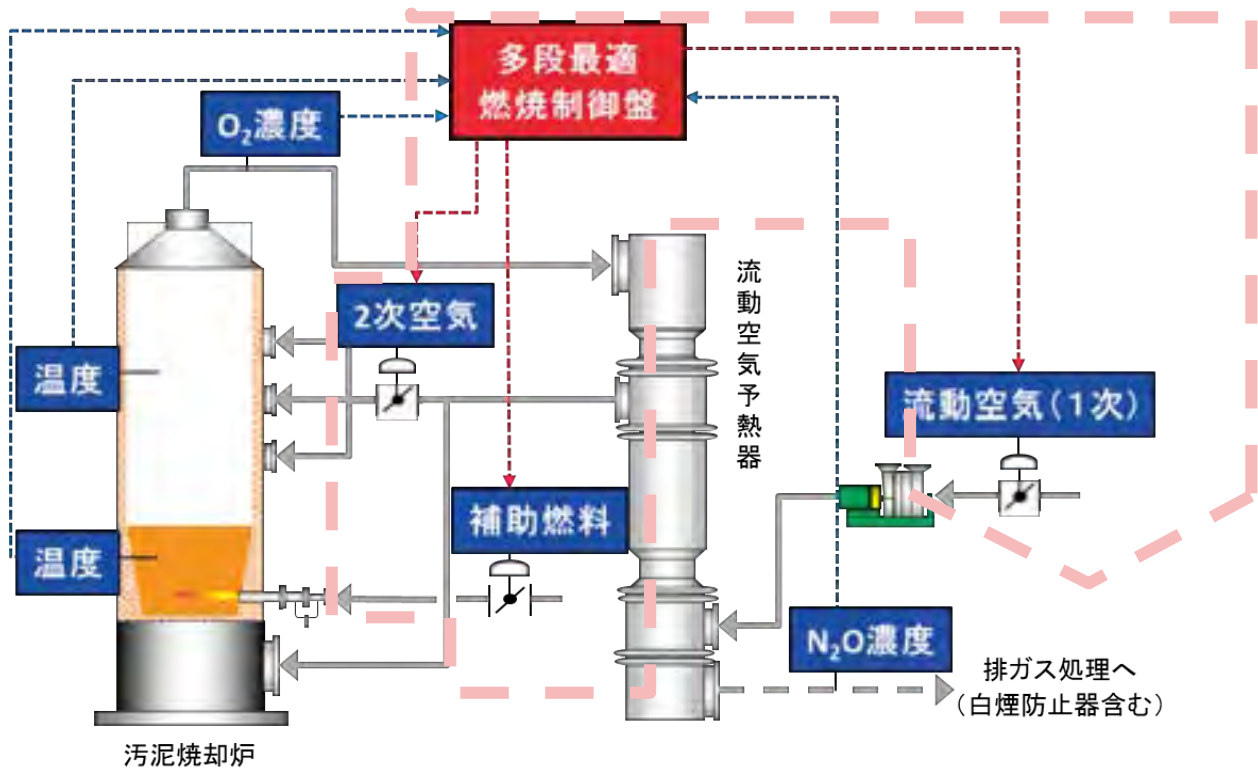 多段最適
燃焼制御盤
O₂濃度
2次空気
流動空気予熱器
温度
流動空気(1次)
補助燃料
温度
N₂O濃度
排ガス処理へ
(白煙防止器含む)
汚泥焼却炉